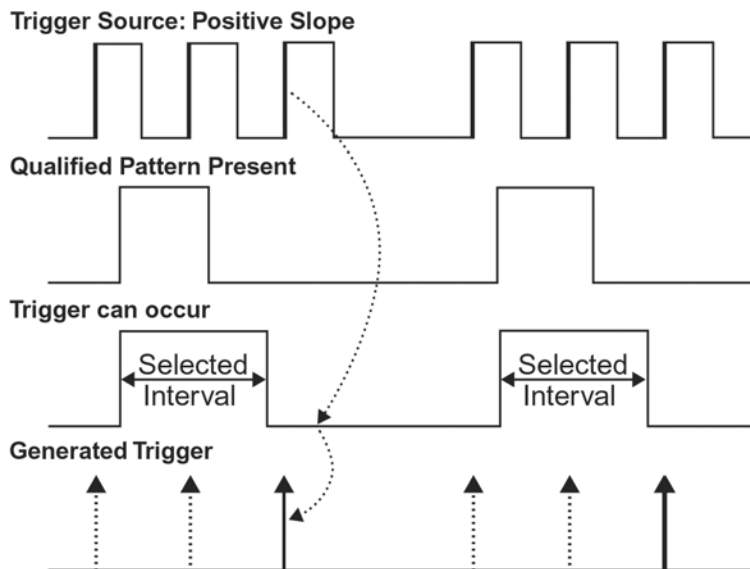 Trigger Source: Positive Slope
Qualified Pattern Present
Trigger can occur
Selected
Interval
Selected
Interval
Generated Trigger